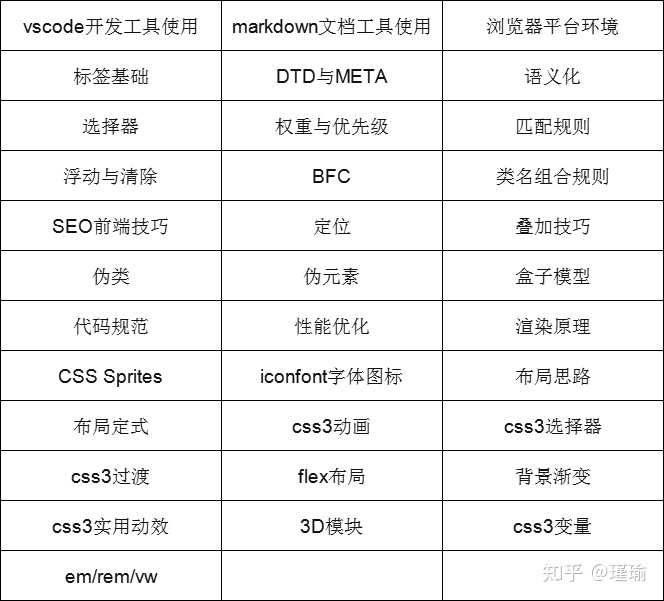 vscode开发工具使用 markdown文档工具使用 浏览器平台环境
标签基础 DTD与META 语义化
选择器 权重与优先级 匹配规则
浮动与清除 BFC 类名组合规则
SEO前端技巧 定位 叠加技巧
伪类 伪元素 盒子模型
代码规范 性能优化 渲染原理
CSS Sprites iconfont字体图标 布局思路
布局定式 css3动画 css3选择器
css3过渡 flex布局 背景渐变
css3实用动效 3D模块 css3变量
em/rem/vw
知乎 @瑾瑜